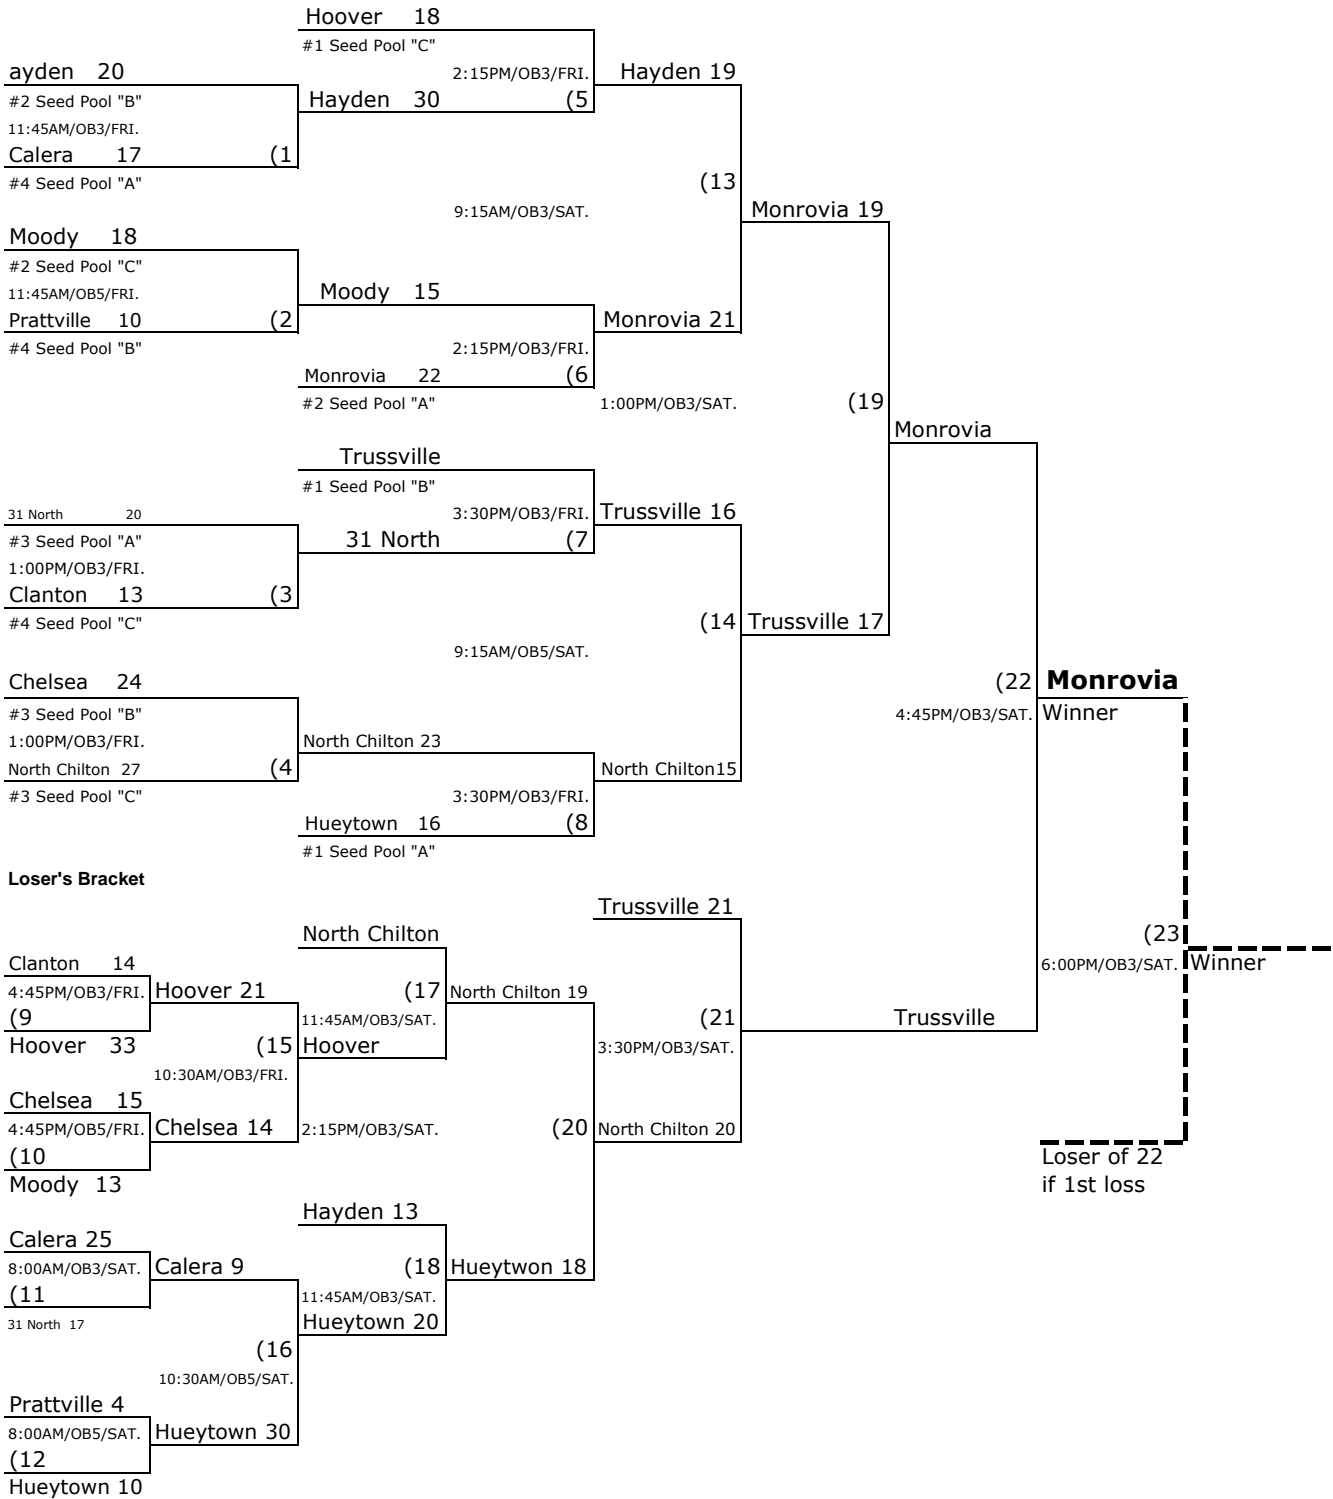 Hoover 18
#1 Seed Pool "C"
ayden 20
2:15PM/OB3/FRI.
Hayden 19
#2 Seed Pool "B"
Hayden 30
(5
11:45AM/OB3/FRI.
Calera 17
(1
#4 Seed Pool "A"
(13
9:15AM/OB3/SAT.
Monrovia 19
Moody 18
#2 Seed Pool "C"
11:45AM/OB5/FRI.
Moody 15
Prattville 10
(2
Monrovia 21
#4 Seed Pool "B"
2:15PM/OB3/FRI.
Monrovia 22
(6
#2 Seed Pool "A"
1:00PM/OB3/SAT.
(19
Monrovia
Trussville
#1 Seed Pool "B"
31 North 20
3:30PM/OB3/FRI.
Trussville 16
#3 Seed Pool "A"
31 North
(7
1:00PM/OB3/FRI.
Clanton 13
(3
#4 Seed Pool "C"
(14
Trussville 17
9:15AM/OB5/SAT.
Chelsea 24
(22
Monrovia
#3 Seed Pool "B"
4:45PM/OB3/SAT.
Winner
1:00PM/OB3/FRI.
North Chilton 23
North Chilton 27
(4
North Chilton15
#3 Seed Pool "C"
3:30PM/OB3/FRI.
Hueytown 16
(8
#1 Seed Pool "A"
Loser's Bracket
Trussville 21
North Chilton
(23
Clanton 14
6:00PM/OB3/SAT.
Winner
4:45PM/OB3/FRI.
Hoover 21
(17
North Chilton 19
(9
11:45AM/OB3/SAT.
(21
Trussville
Hoover 33
(15
Hoover
3:30PM/OB3/SAT.
10:30AM/OB3/FRI.
Chelsea 15
4:45PM/OB5/FRI.
Chelsea 14
2:15PM/OB3/SAT.
(20
North Chilton 20
(10
Loser of 22
Moody 13
if 1st loss
Hayden 13
Calera 25
8:00AM/OB3/SAT.
Calera 9
(18
Hueytwon 18
(11
11:45AM/OB3/SAT.
31 North 17
Hueytown 20
(16
10:30AM/OB5/SAT.
Prattville 4
8:00AM/OB5/SAT.
Hueytown 30
(12
Hueytown 10